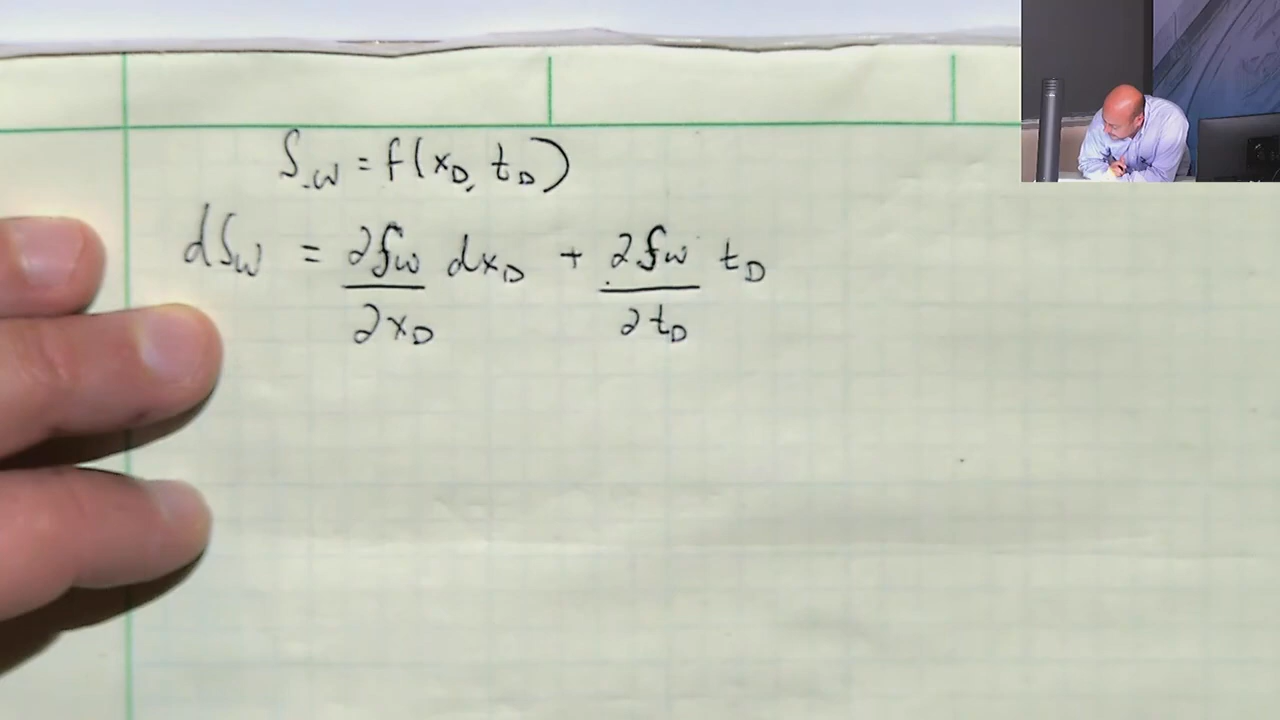 S_w = f(x_D, t_D)
dS_w = ∂f_w/∂x_D dx_D + ∂f_w/∂t_D t_D